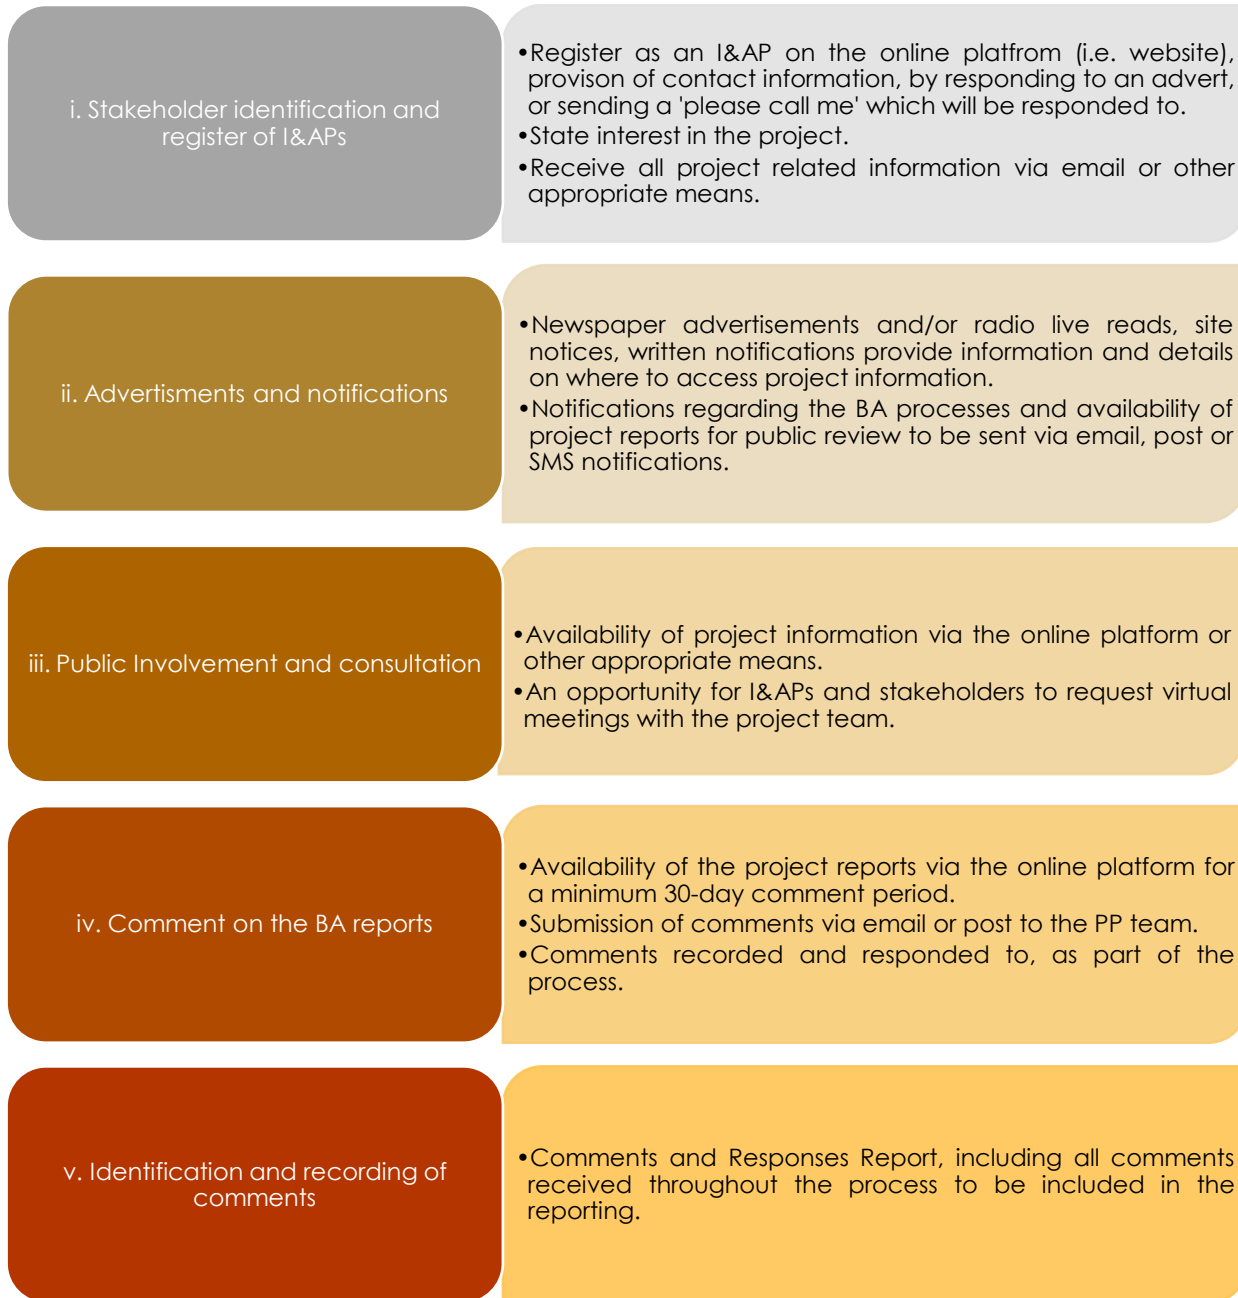 i. Stakeholder identification and
register of I&APs
•Register as an I&AP on the online platfrom (i.e. website),
provison of contact information, by responding to an advert,
or sending a 'please call me' which will be responded to.
•State interest in the project.
•Receive all project related information via email or other
appropriate means.
ii. Advertisments and notifications
•Newspaper advertisements and/or radio live reads, site
notices, written notifications provide information and details
on where to access project information.
•Notifications regarding the BA processes and availability of
project reports for public review to be sent via email, post or
SMS notifications.
iii. Public Involvement and consultation
•Availability of project information via the online platform or
other appropriate means.
•An opportunity for I&APs and stakeholders to request virtual
meetings with the project team.
iv. Comment on the BA reports
•Availability of the project reports via the online platform for
a minimum 30-day comment period.
•Submission of comments via email or post to the PP team.
•Comments recorded and responded to, as part of the
process.
v. Identification and recording of
comments
•Comments and Responses Report, including all comments
received throughout the process to be included in the
reporting.